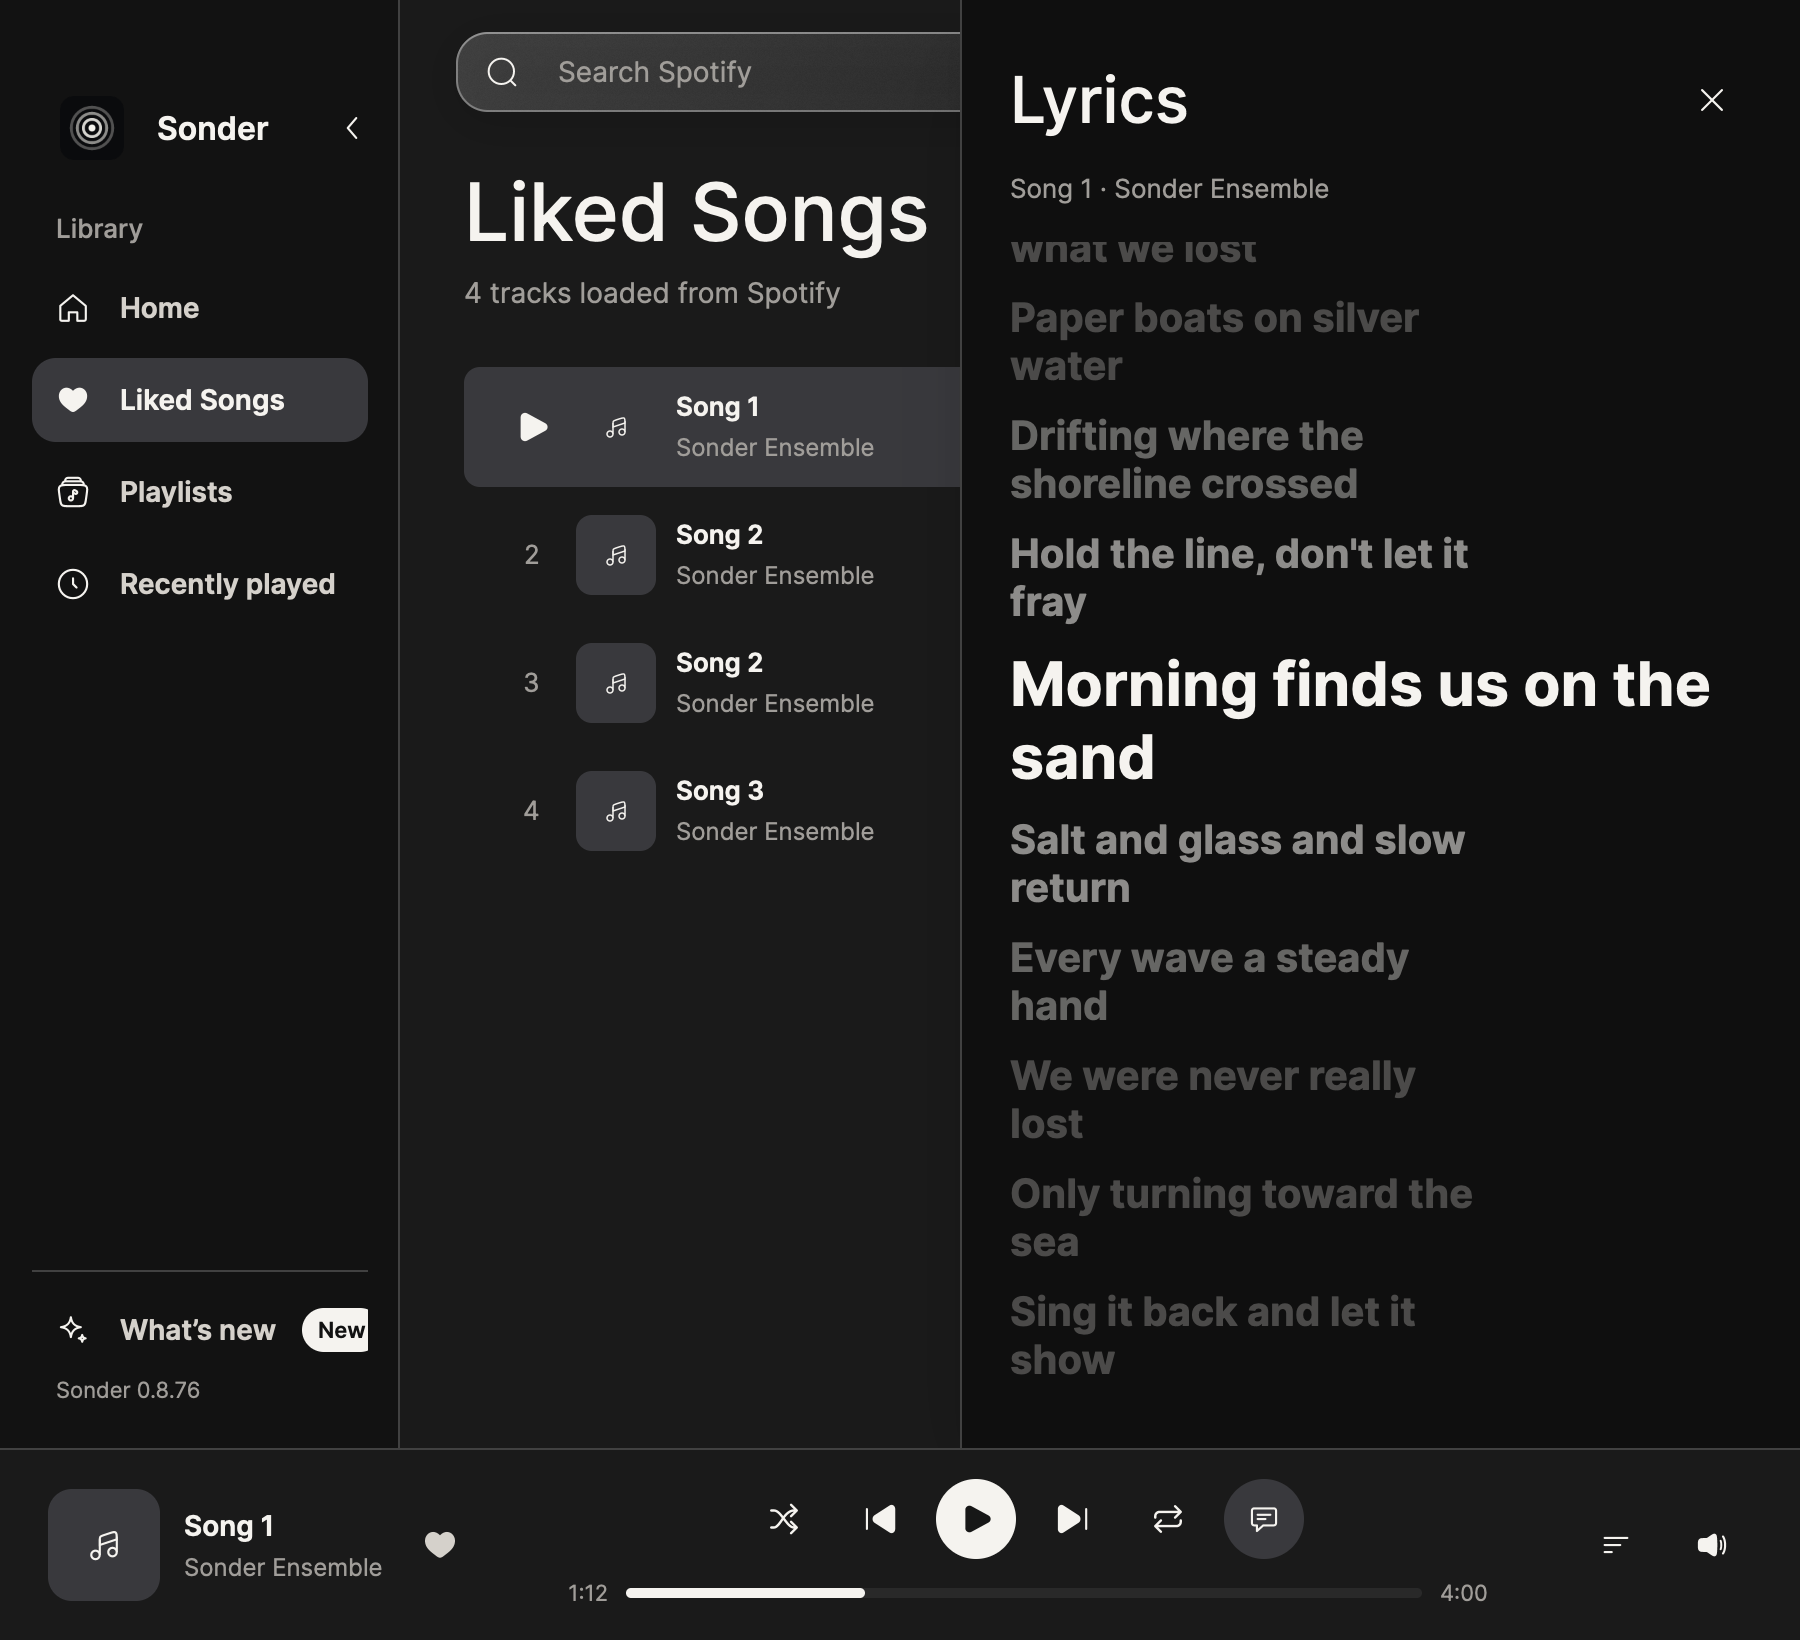 Sonder
Library
Home
Liked Songs
Playlists
Recently played
What’s new
New
Sonder 0.8.76
Search Spotify
Liked Songs
4 tracks loaded from Spotify
Song 1
Sonder Ensemble
2
Song 2
Sonder Ensemble
3
Song 2
Sonder Ensemble
4
Song 3
Sonder Ensemble
Lyrics
Song 1 · Sonder Ensemble
what we lost
Paper boats on silver
water
Drifting where the
shoreline crossed
Hold the line, don't let it
fray
Morning finds us on the
sand
Salt and glass and slow
return
Every wave a steady
hand
We were never really
lost
Only turning toward the
sea
Sing it back and let it
show
Song 1
Sonder Ensemble
1:12
4:00